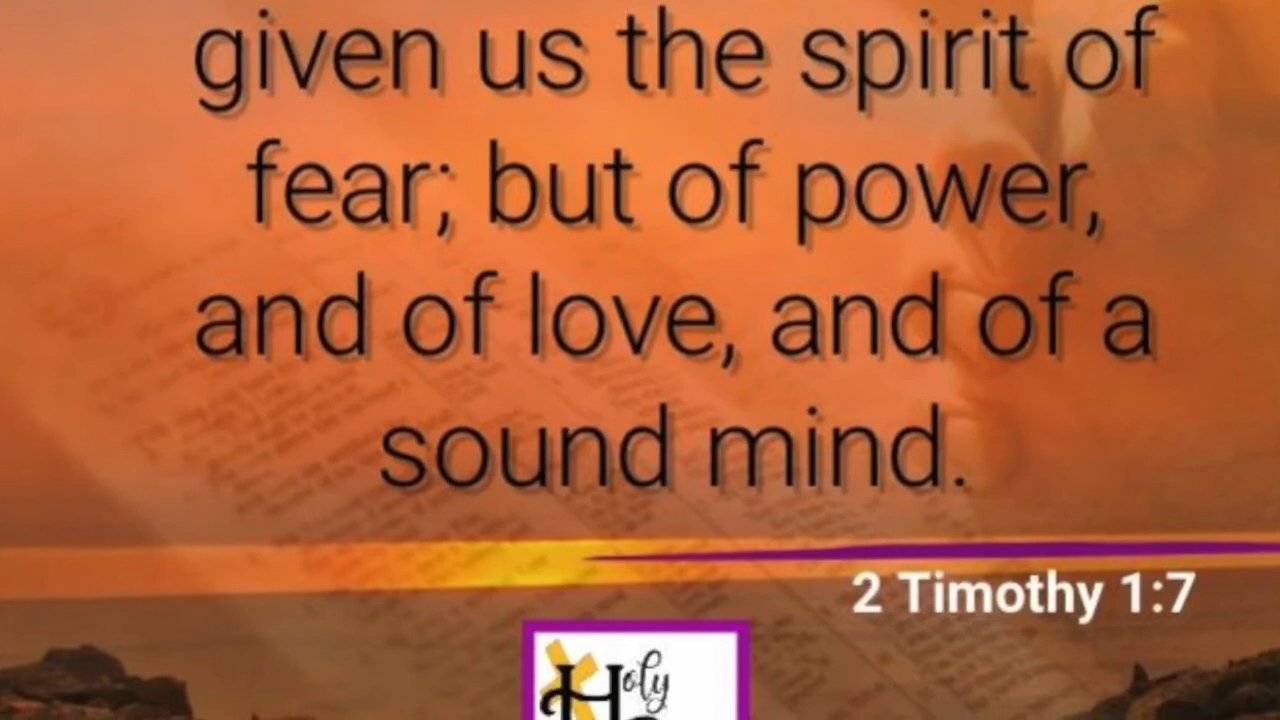 given us the spirit of
fear; but of power,
and of love, and of a
sound mind.
2 Timothy 1:7
Holy